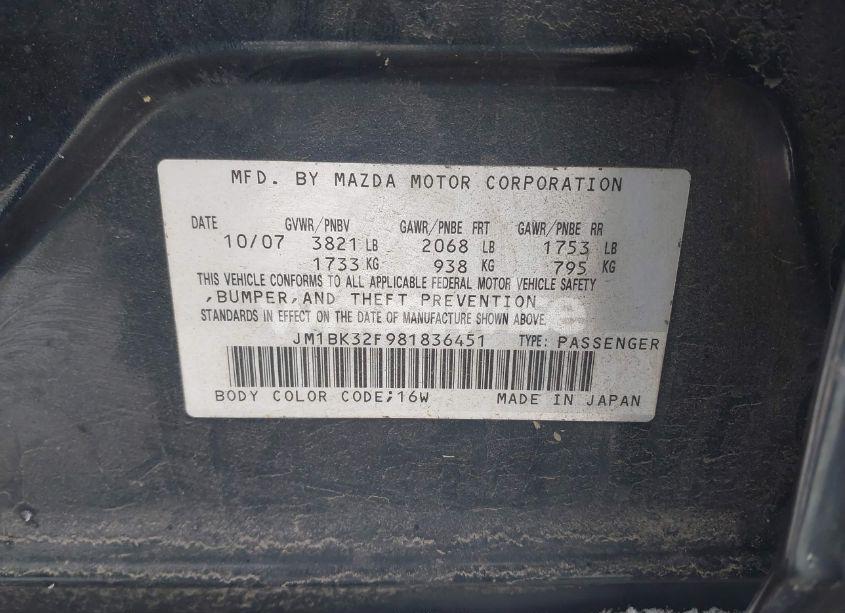 MFD. BY MAZDA MOTOR CORPORATION
DATE GVWR/PNBV GAWR/PNBE FRT GAWR/PNBE RR
10/07 3821 LB 2068 LB 1753 LB
1733 KG 938 KG 795 KG
THIS VEHICLE CONFORMS TO ALL APPLICABLE FEDERAL MOTOR VEHICLE SAFETY
,BUMPER,AND THEFT PREVENTION
STANDARDS IN EFFECT ON THE DATE OF MANUFACTURE SHOWN ABOVE.
JM1BK32F981836451 TYPE: PASSENGER
BODY COLOR CODE;16W MADE IN JAPAN